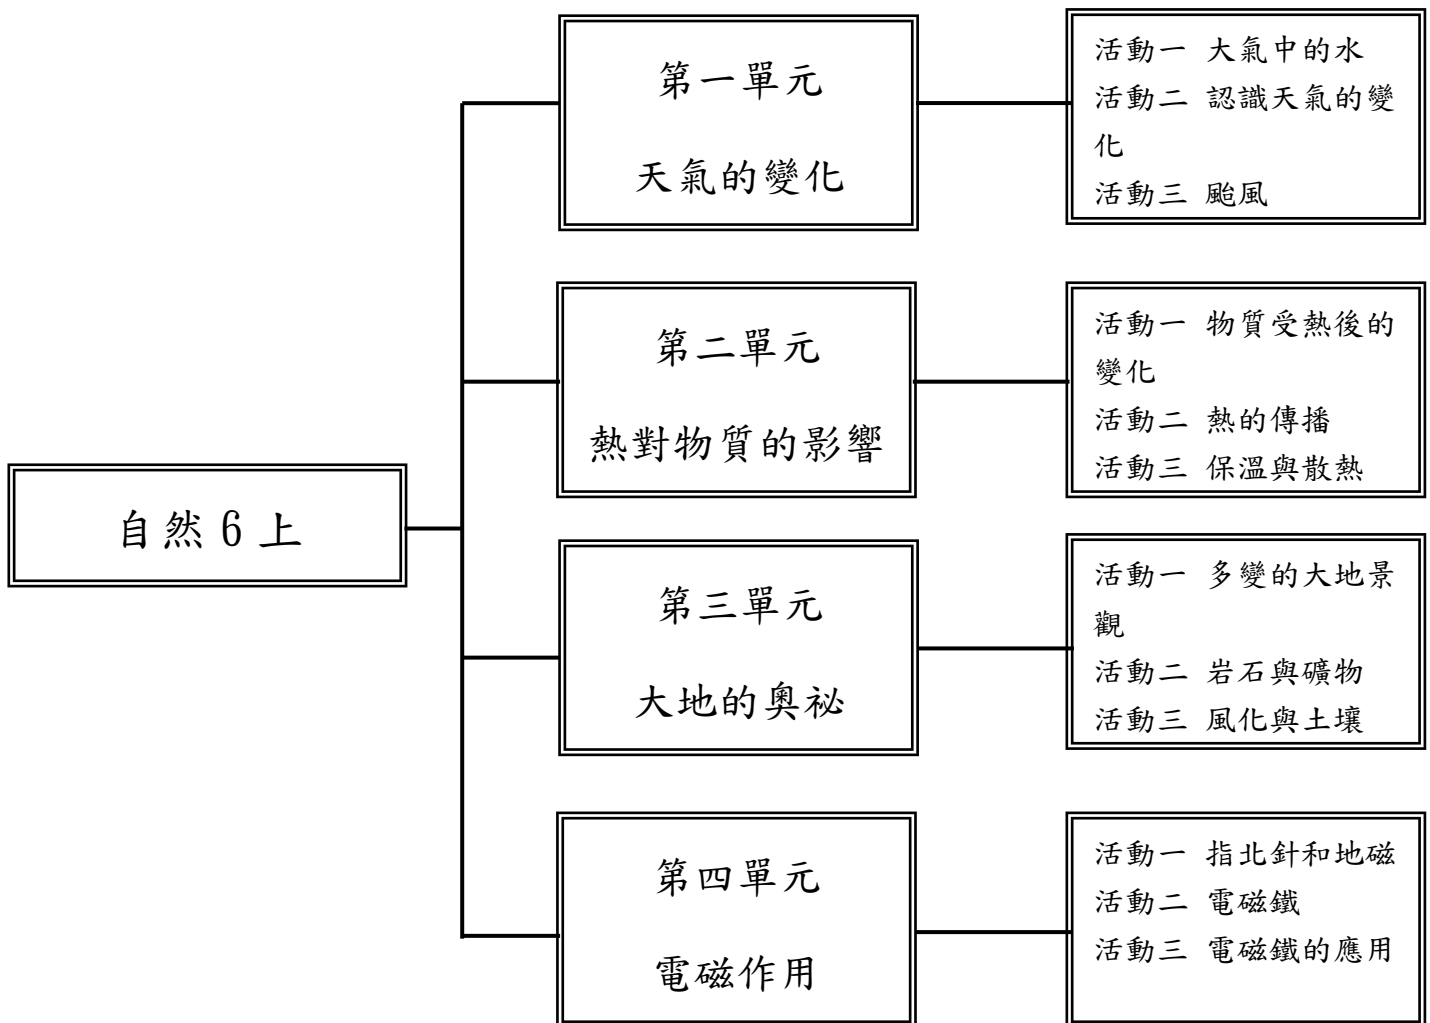 自然 6 上
第一單元
天氣的變化
活動一 大氣中的水
活動二 認識天氣的變
化
活動三 颱風
第二單元
熱對物質的影響
活動一 物質受熱後的
變化
活動二 熱的傳播
活動三 保溫與散熱
第三單元
大地的奧祕
活動一 多變的大地景
觀
活動二 岩石與礦物
活動三 風化與土壤
第四單元
電磁作用
活動一 指北針和地磁
活動二 電磁鐵
活動三 電磁鐵的應用